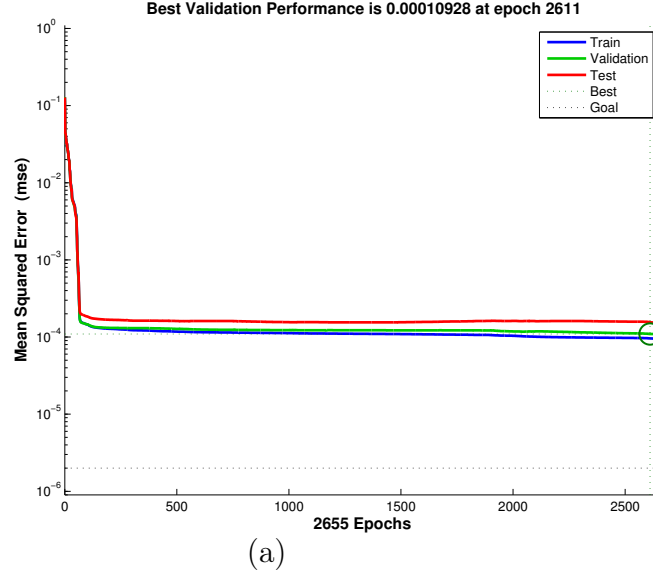 Best Validation Performance is 0.00010928 at epoch 2611
10^0
10^-1
10^-2
10^-3
10^-4
10^-5
10^-6
Mean Squared Error (mse)
Train
Validation
Test
Best
Goal
0 500 1000 1500 2000 2500
2655 Epochs
(a)